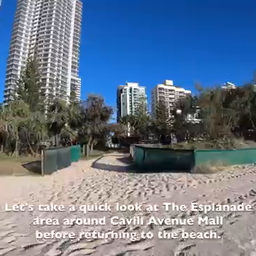 Let's take a quick look at The Esplanade
area around Cavill Avenue Mall
before returning to the beach.